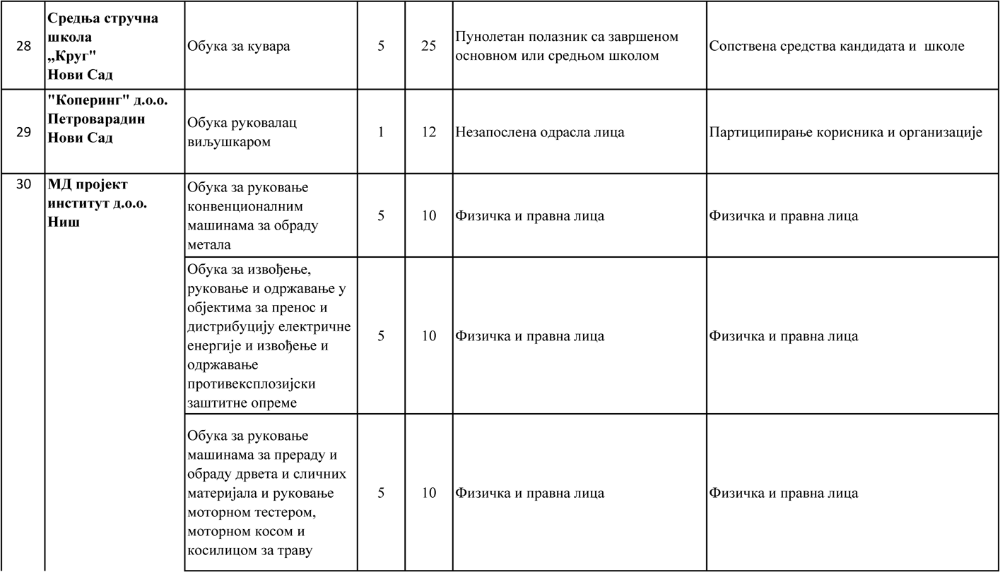 28
Средња стручна
школа
„Круг"
Нови Сад
Обука за кувара
5
25
Пунолетан полазник са завршеном
основном или средњом школом
Сопствена средства кандидата и  школе
29
"Коперинг" д.о.о.
Петроварадин
Нови Сад
Обука руковалац
виљушкаром
1
12
Незапослена одрасла лица
Партиципирање корисника и организације
30
МД пројект
институт д.о.о.
Ниш
Обука за руковање
конвенционалним
машинама за обраду
метала
5
10
Физичка и правна лица
Физичка и правна лица
Обука за извођење,
руковање и одржавање у
објектима за пренос и
дистрибуцију електричне
енергије и извођење и
одржавање
противексплозијски
заштитне опреме
5
10
Физичка и правна лица
Физичка и правна лица
Обука за руковање
машинама за прераду и
обраду дрвета и сличних
материјала и руковање
моторном тестером,
моторном косом и
косилицом за траву
5
10
Физичка и правна лица
Физичка и правна лица